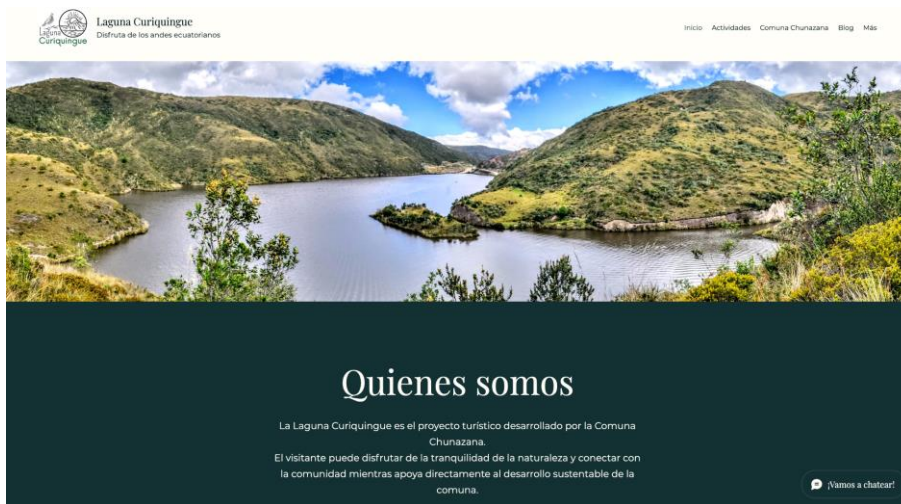 Laguna
Curiquingue
Laguna Curiquingue
Disfruta de los andes ecuatorianos
Inicio Actividades Comuna Chunazana Blog Más
Quienes somos
La Laguna Curiquingue es el proyecto turístico desarrollado por la Comuna
Chunazana.
El visitante puede disfrutar de la tranquilidad de la naturaleza y conectar con
la comunidad mientras apoya directamente al desarrollo sustentable de la
comuna.
¡Vamos a chatear!